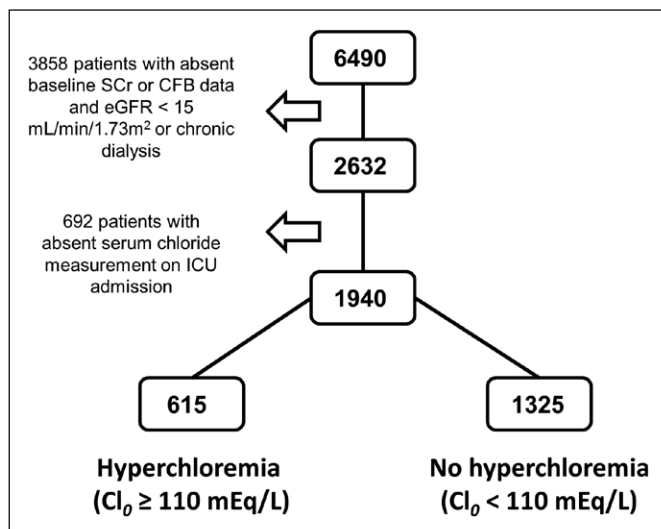 6490
3858 patients with absent
baseline SCr or CFB data
and eGFR < 15
mL/min/1.73m² or chronic
dialysis
2632
692 patients with
absent serum chloride
measurement on ICU
admission
1940
615
1325
Hyperchloremia
(Cl₀ ≥ 110 mEq/L)
No hyperchloremia
(Cl₀ < 110 mEq/L)